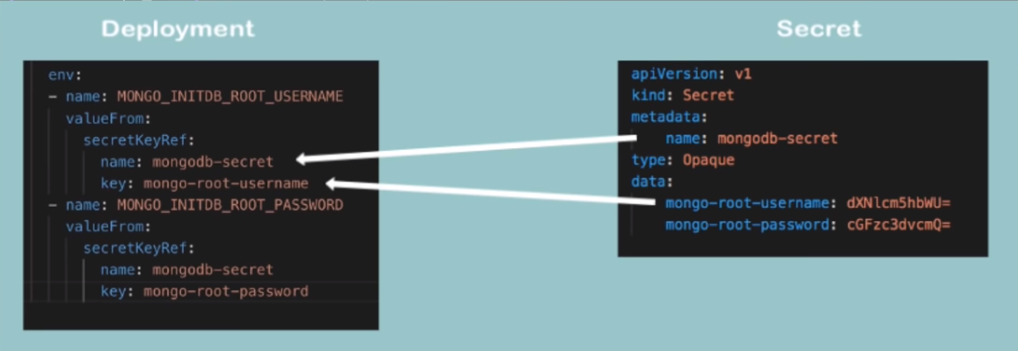 Deployment
env:
- name: MONGO_INITDB_ROOT_USERNAME
valueFrom:
secretKeyRef:
name: mongodb-secret
key: mongo-root-username
- name: MONGO_INITDB_ROOT_PASSWORD
valueFrom:
secretKeyRef:
name: mongodb-secret
key: mongo-root-password
Secret
apiVersion: v1
kind: Secret
metadata:
name: mongodb-secret
type: Opaque
data:
mongo-root-username: dXNlcm5hbWU=
mongo-root-password: cGFzc3dvcmQ=